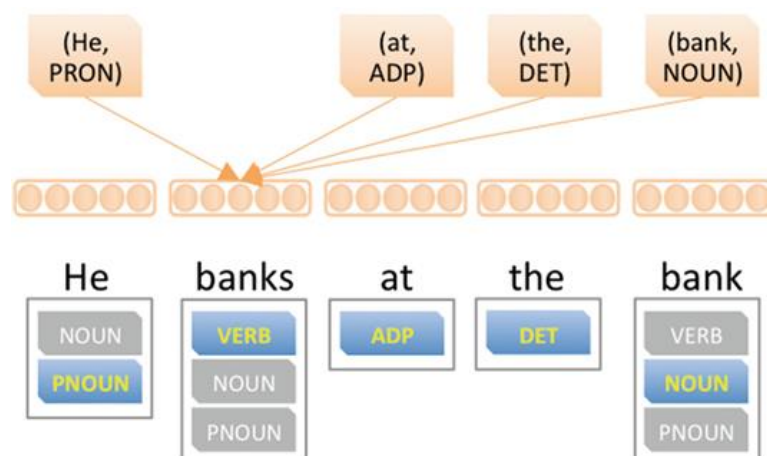 (He,
PRON)
(at,
ADP)
(the,
DET)
(bank,
NOUN)
He banks at the bank
NOUN
PNOUN
VERB
NOUN
PNOUN
ADP
DET
VERB
NOUN
PNOUN